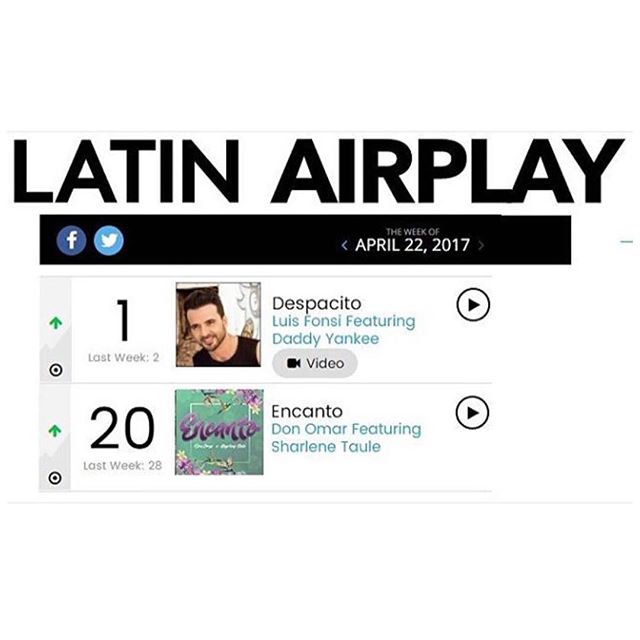 LATIN AIRPLAY
THE WEEK OF
APRIL 22, 2017
1
Last Week: 2
Despacito
Luis Fonsi Featuring
Daddy Yankee
Video
20
Last Week: 28
Encanto
Encanto
Don Omar Featuring
Sharlene Taule